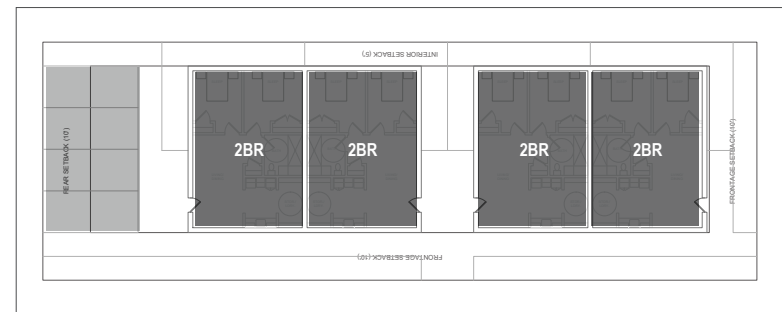 INTERIOR SETBACK (5')
2BR
2BR
2BR
2BR
REAR SETBACK (10')
FRONTAGE SETBACK (10')
FRONTAGE SETBACK (10')